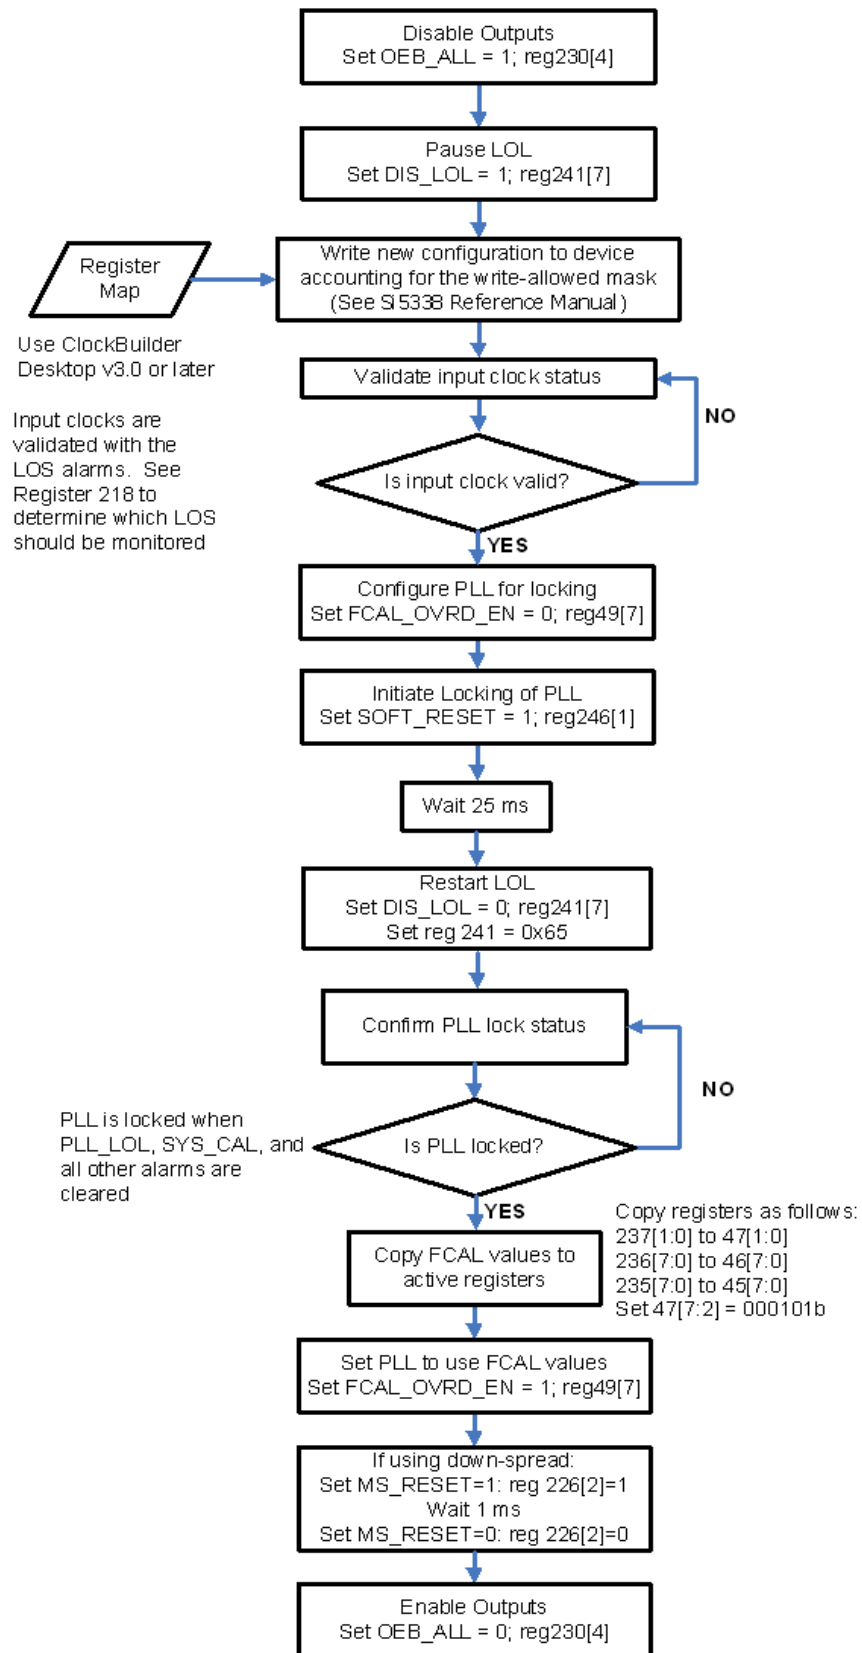 Disable Outputs
Set OEB_ALL = 1; reg230[4]
Pause LOL
Set DIS_LOL = 1; reg241[7]
Register
Map
Write new configuration to device
accounting for the write-allowed mask
(See Si5338 Reference Manual)
Use ClockBuilder
Desktop v3.0 or later
Validate input clock status
Input clocks are
validated with the
LOS alarms. See
Register 218 to
determine which LOS
should be monitored
NO
Is input clock valid?
YES
Configure PLL for locking
Set FCAL_OVRD_EN = 0; reg49[7]
Initiate Locking of PLL
Set SOFT_RESET = 1; reg246[1]
Wait 25 ms
Restart LOL
Set DIS_LOL = 0; reg241[7]
Set reg 241 = 0x65
Confirm PLL lock status
NO
PLL is locked when
PLL_LOL, SYS_CAL, and
all other alarms are
cleared
Is PLL locked?
YES
Copy FCAL values to
active registers
Copy registers as follows:
237[1:0] to 47[1:0]
236[7:0] to 46[7:0]
235[7:0] to 45[7:0]
Set 47[7:2] = 000101b
Set PLL to use FCAL values
Set FCAL_OVRD_EN = 1; reg49[7]
If using down-spread:
Set MS_RESET=1: reg 226[2]=1
Wait 1 ms
Set MS_RESET=0: reg 226[2]=0
Enable Outputs
Set OEB_ALL = 0; reg230[4]